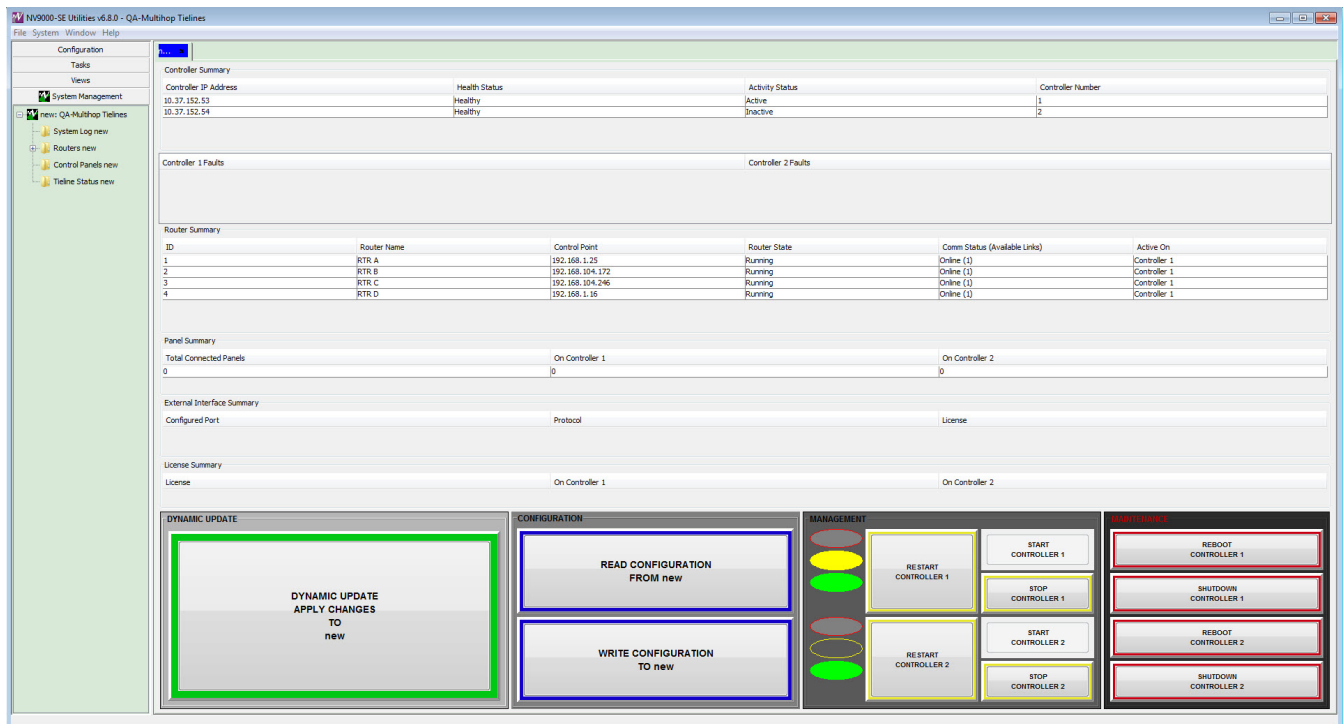 NV9000-SE Utilities v6.8.0 - QA-Multihop Tielines
File System Window Help
Configuration
Tasks
Views
System Management
new: QA-Multihop Tielines
System Log new
Routers new
Control Panels new
Tieline Status new
n...
Controller Summary
Controller IP Address Health Status Activity Status Controller Number
10.37.152.53 Healthy Active 1
10.37.152.54 Healthy Inactive 2
Controller 1 Faults Controller 2 Faults
Router Summary
ID Router Name Control Point Router State Comm Status (Available Links) Active On
1 RTR A 192.168.1.25 Running Online (1) Controller 1
2 RTR B 192.168.104.172 Running Online (1) Controller 1
3 RTR C 192.168.104.246 Running Online (1) Controller 1
4 RTR D 192.168.1.16 Running Online (1) Controller 1
Panel Summary
Total Connected Panels On Controller 1 On Controller 2
0 0 0
External Interface Summary
Configured Port Protocol License
License Summary
License On Controller 1 On Controller 2
DYNAMIC UPDATE
DYNAMIC UPDATE
APPLY CHANGES
TO
new
CONFIGURATION
READ CONFIGURATION
FROM new
WRITE CONFIGURATION
TO new
MANAGEMENT
RESTART
CONTROLLER 1
START
CONTROLLER 1
STOP
CONTROLLER 1
RESTART
CONTROLLER 2
START
CONTROLLER 2
STOP
CONTROLLER 2
MAINTENANCE
REBOOT
CONTROLLER 1
SHUTDOWN
CONTROLLER 1
REBOOT
CONTROLLER 2
SHUTDOWN
CONTROLLER 2